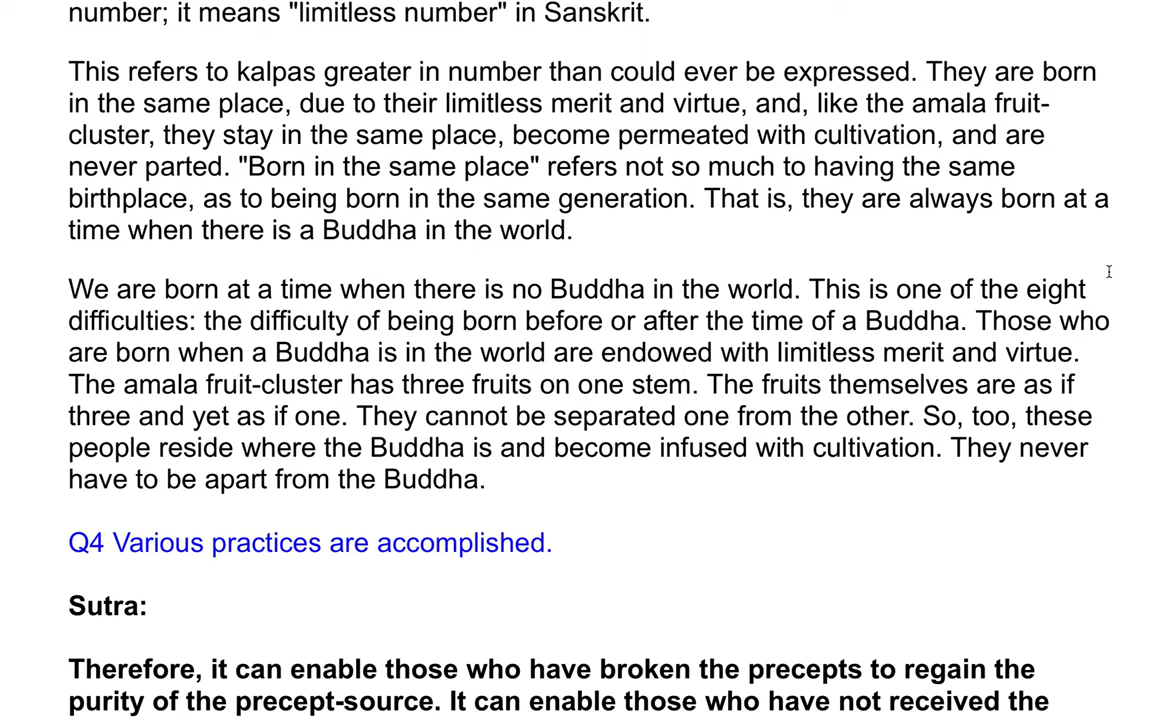 number; it means "limitless number" in Sanskrit.
This refers to kalpas greater in number than could ever be expressed. They are born
in the same place, due to their limitless merit and virtue, and, like the amala fruit-
cluster, they stay in the same place, become permeated with cultivation, and are
never parted. "Born in the same place" refers not so much to having the same
birthplace, as to being born in the same generation. That is, they are always born at a
time when there is a Buddha in the world.
We are born at a time when there is no Buddha in the world. This is one of the eight
difficulties: the difficulty of being born before or after the time of a Buddha. Those who
are born when a Buddha is in the world are endowed with limitless merit and virtue.
The amala fruit-cluster has three fruits on one stem. The fruits themselves are as if
three and yet as if one. They cannot be separated one from the other. So, too, these
people reside where the Buddha is and become infused with cultivation. They never
have to be apart from the Buddha.
Q4 Various practices are accomplished.
Sutra:
Therefore, it can enable those who have broken the precepts to regain the
purity of the precept-source. It can enable those who have not received the